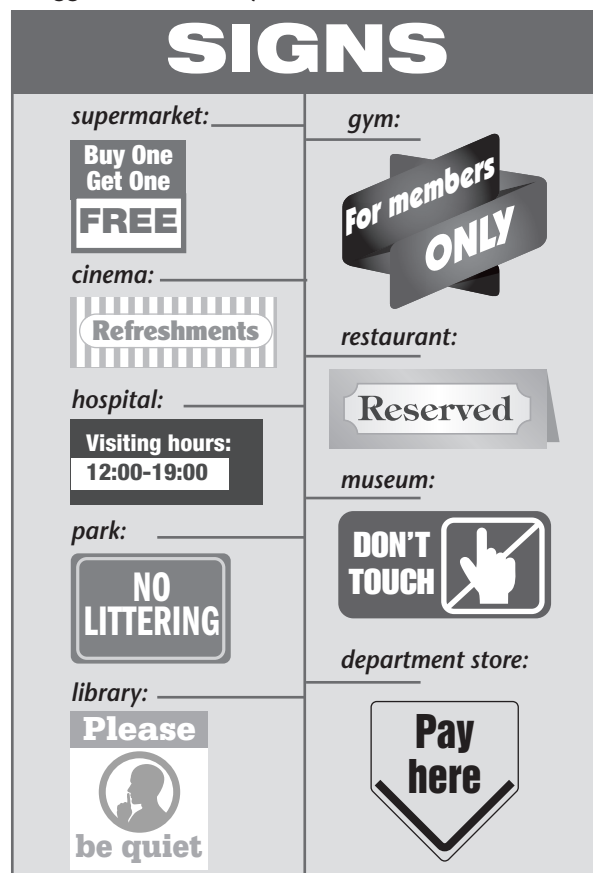 SIGNS
supermarket:
Buy One
Get One
FREE
cinema:
Refreshments
hospital:
Visiting hours:
12:00-19:00
park:
NO
LITTERING
library:
Please
be quiet
gym:
For members
ONLY
restaurant:
Reserved
museum:
DON'T
TOUCH
department store:
Pay
here